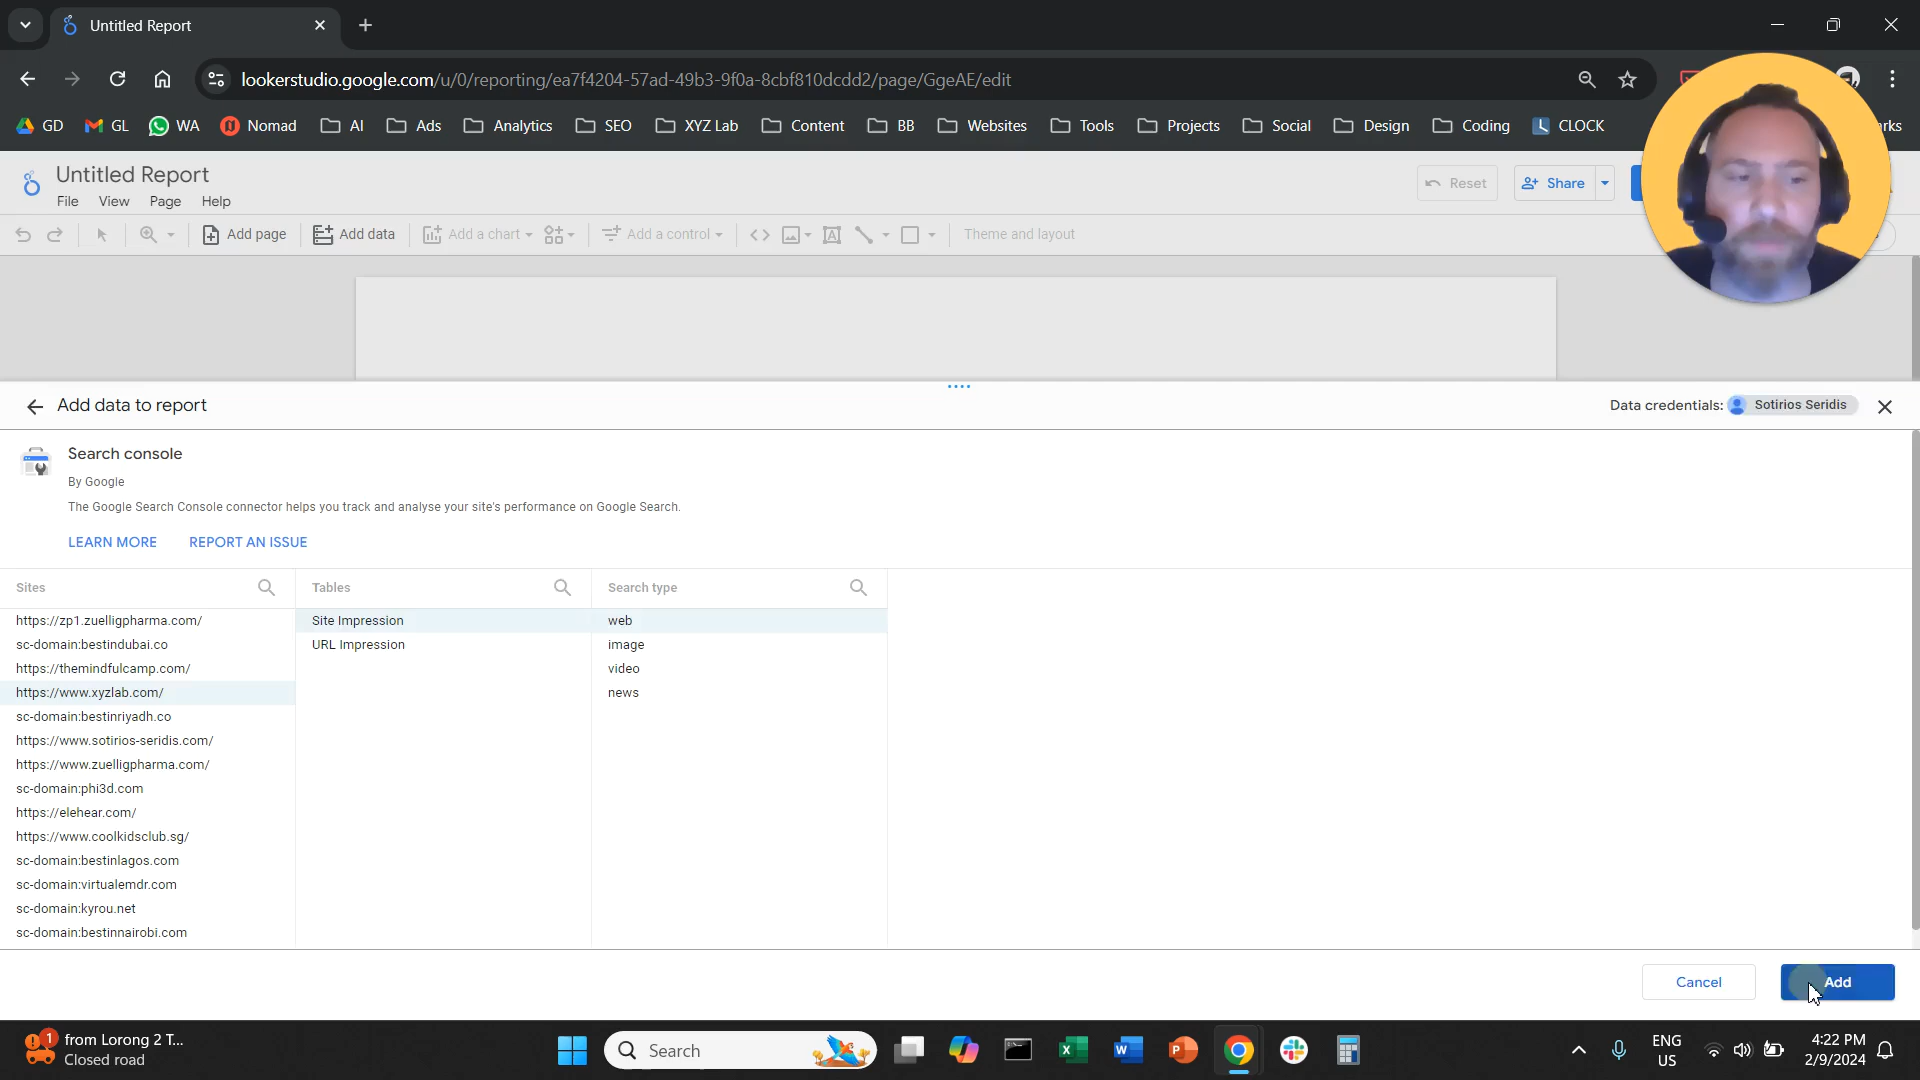 Untitled Report
lookerstudio.google.com/u/0/reporting/ea7f4204-57ad-49b3-9f0a-8cbf810dcdd2/page/GgeAE/edit
GD GL WA Nomad AI Ads Analytics SEO XYZ Lab Content BB Websites Tools Projects Social Design Coding CLOCK
Untitled Report
File View Page Help
Reset Share
Add page Add data Add a chart Add a control Theme and layout
Add data to report
Data credentials: Sotirios Seridis
Search console
By Google
The Google Search Console connector helps you track and analyse your site's performance on Google Search.
LEARN MORE REPORT AN ISSUE
Sites Tables Search type
https://zp1.zuelligpharma.com/ Site Impression web
sc-domain:bestindubai.co URL Impression image
https://themindfulcamp.com/ video
https://www.xyzlab.com/ news
sc-domain:bestinriyadh.co
https://www.sotirios-seridis.com/
https://www.zuelligpharma.com/
sc-domain:phi3d.com
https://elehear.com/
https://www.coolkidsclub.sg/
sc-domain:bestinlagos.com
sc-domain:virtualemdr.com
sc-domain:kyrou.net
sc-domain:bestinnairobi.com
Cancel Add
1 from Lorong 2 T...
Closed road
Search
ENG
US
4:22 PM
2/9/2024